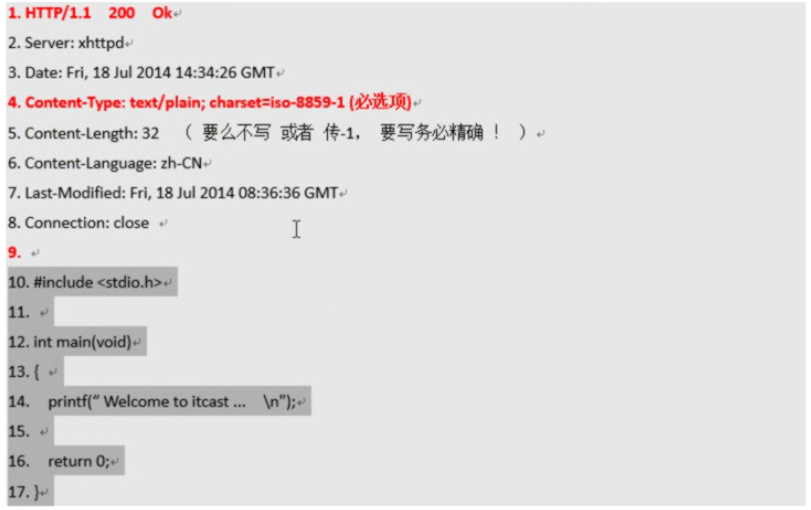 1. HTTP/1.1 200 Ok
2. Server: xhttpd
3. Date: Fri, 18 Jul 2014 14:34:26 GMT
4. Content-Type: text/plain; charset=iso-8859-1 (必选项)
5. Content-Length: 32 （ 要么不写 或者 传-1， 要写务必精确 ！ ）
6. Content-Language: zh-CN
7. Last-Modified: Fri, 18 Jul 2014 08:36:36 GMT
8. Connection: close
9.
10. #include <stdio.h>
11.
12. int main(void)
13. {
14. printf(“ Welcome to itcast ... \n");
15.
16. return 0;
17. }